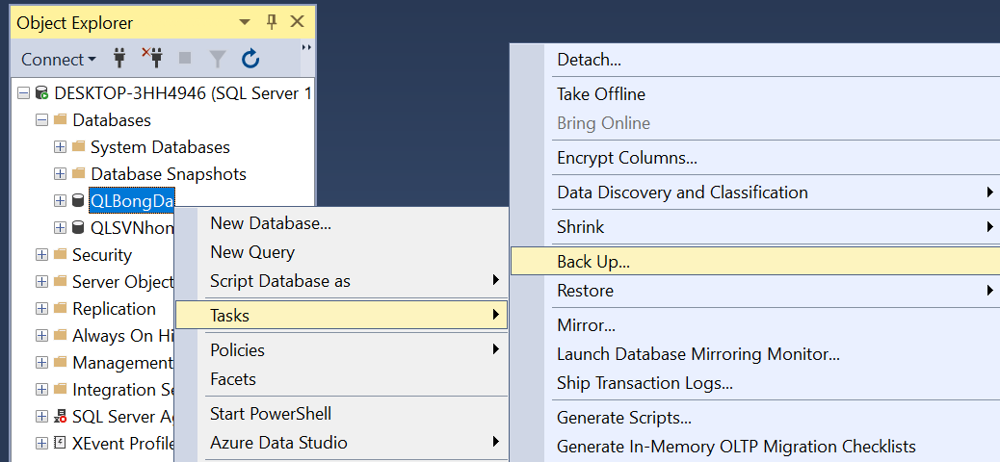 Object Explorer
Connect
DESKTOP-3HH4946 (SQL Server 1
Databases
System Databases
Database Snapshots
QLBongDa
QLSVNhom
Security
Server Object
Replication
Always On Hi
Management
Integration Se
SQL Server Ag
XEvent Profile
New Database...
New Query
Script Database as
Tasks
Policies
Facets
Start PowerShell
Azure Data Studio
Detach...
Take Offline
Bring Online
Encrypt Columns...
Data Discovery and Classification
Shrink
Back Up...
Restore
Mirror...
Launch Database Mirroring Monitor...
Ship Transaction Logs...
Generate Scripts...
Generate In-Memory OLTP Migration Checklists